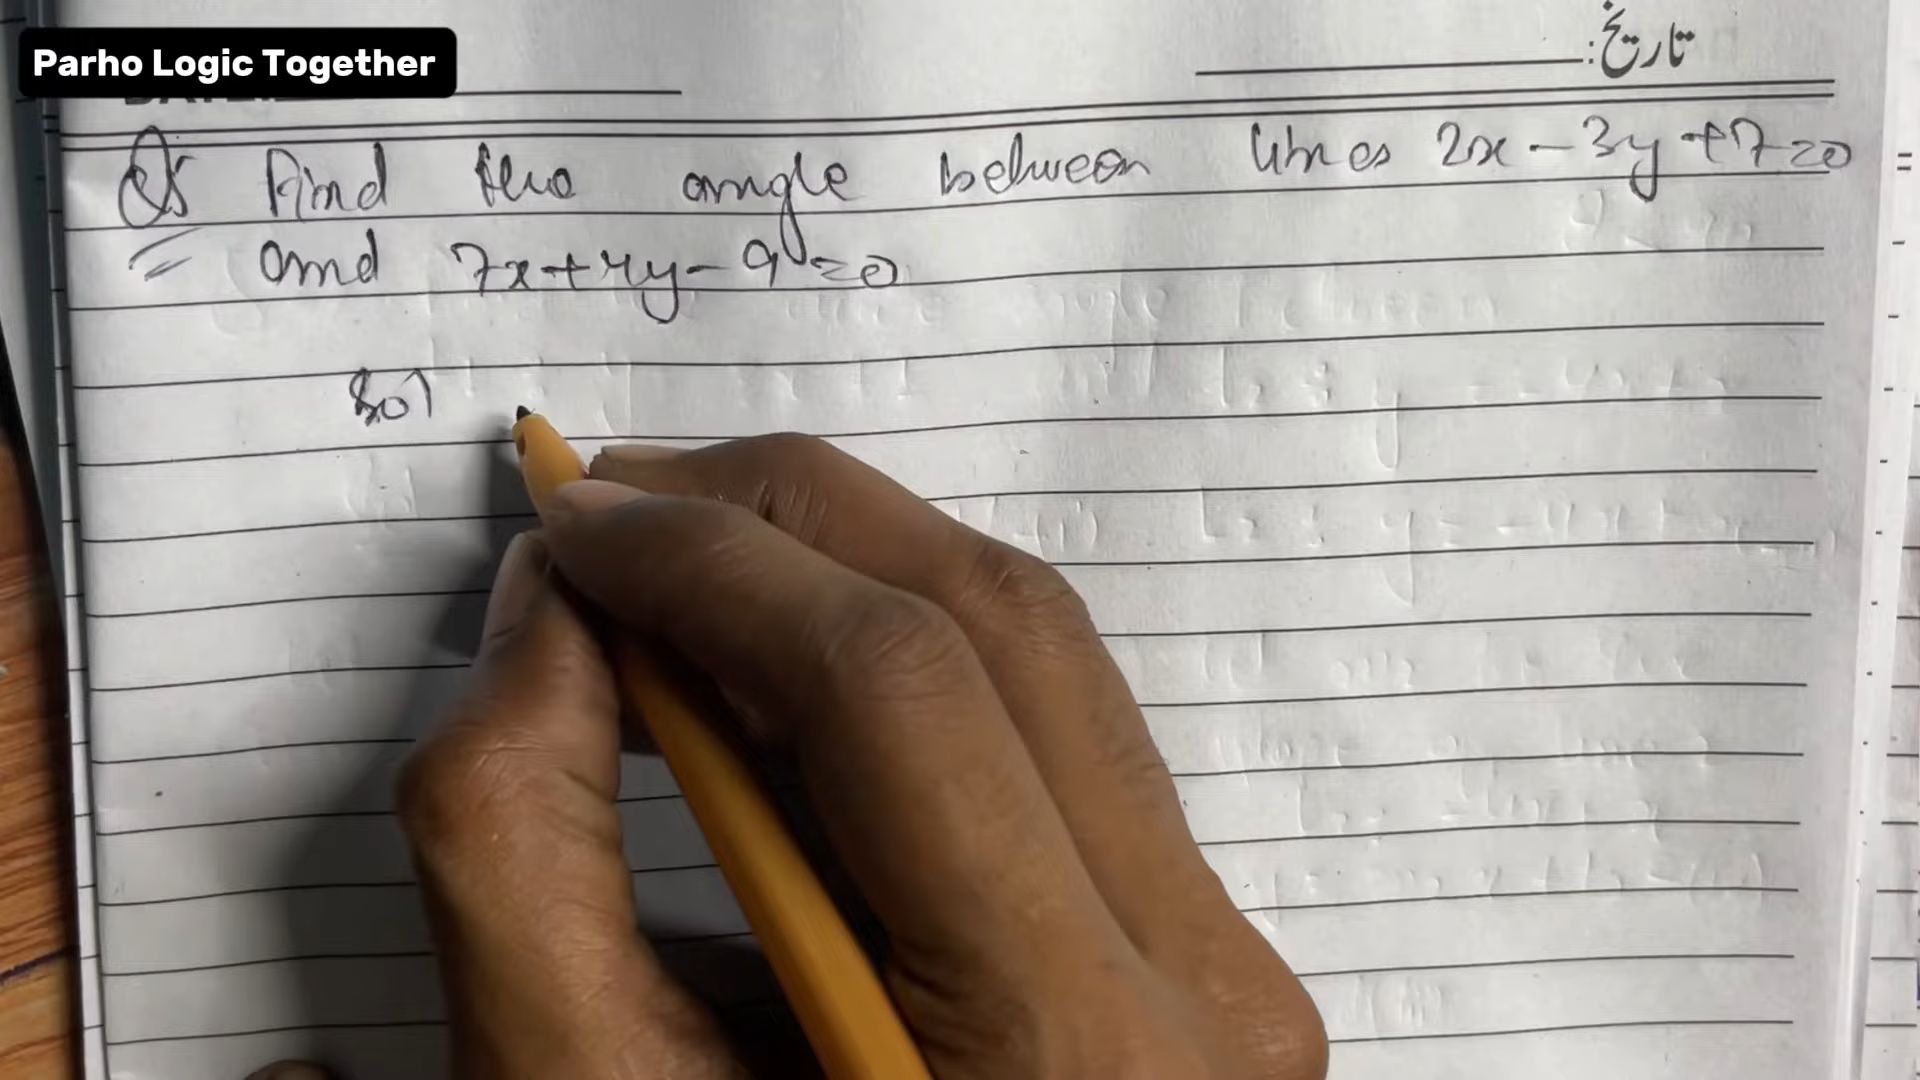 Parho Logic Together
تاریخ:
Q5 Find the angle between lines 2x - 3y + 7 = 0
and 7x + 4y - 9 = 0
Sol